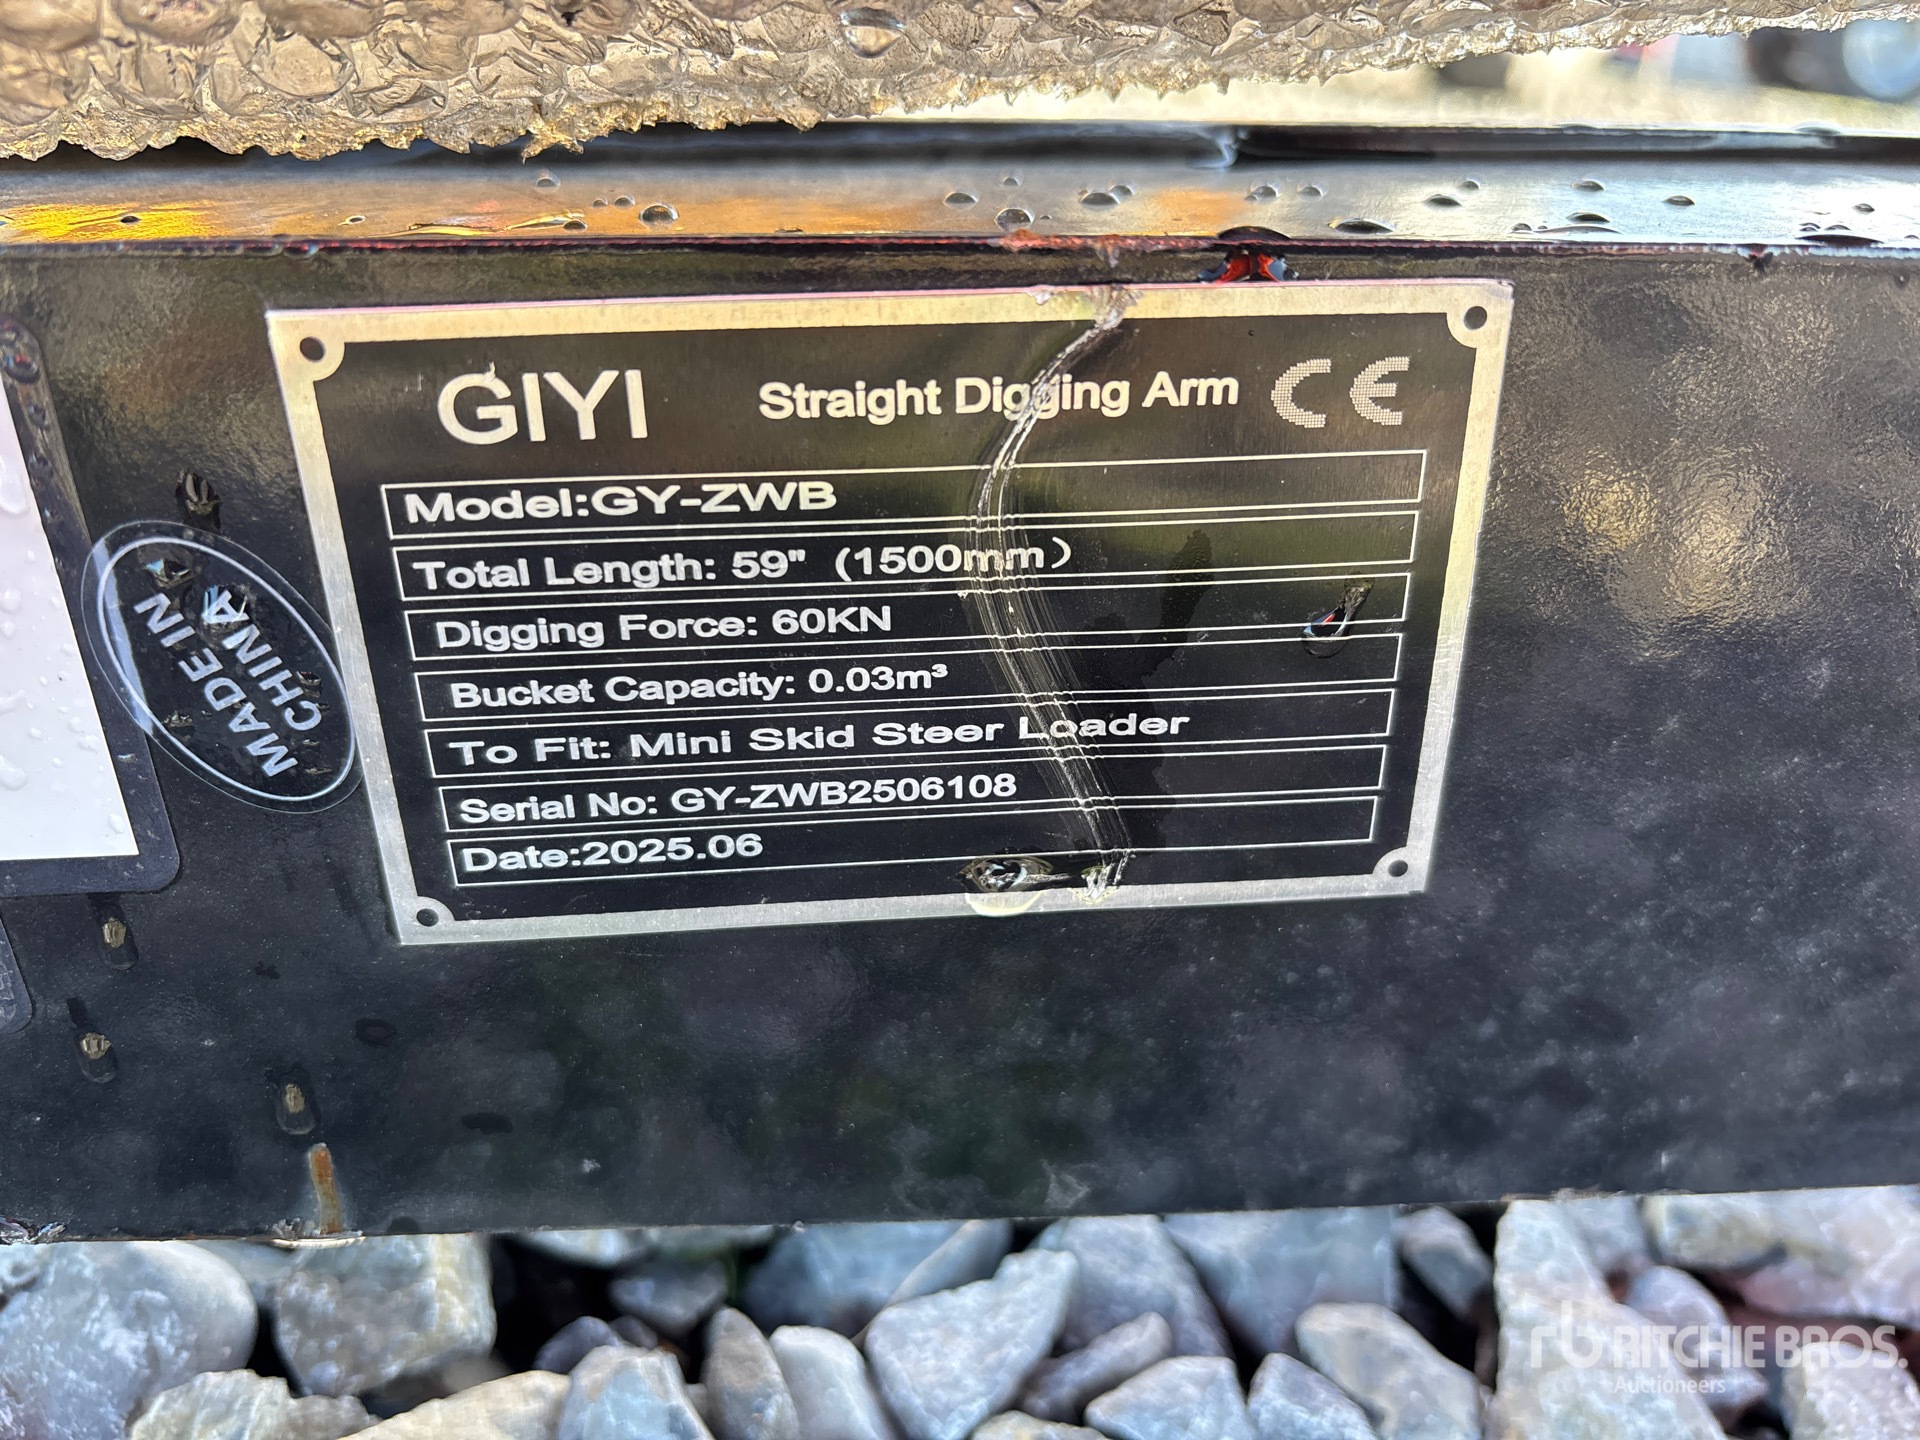 GIYI Straight Digging Arm CE
Model:GY-ZWB
Total Length: 59" (1500mm)
Digging Force: 60KN
Bucket Capacity: 0.03m³
To Fit: Mini Skid Steer Loader
Serial No: GY-ZWB2506108
Date:2025.06
MADE IN
CHINA
rb RITCHIE BROS.
Auctioneers